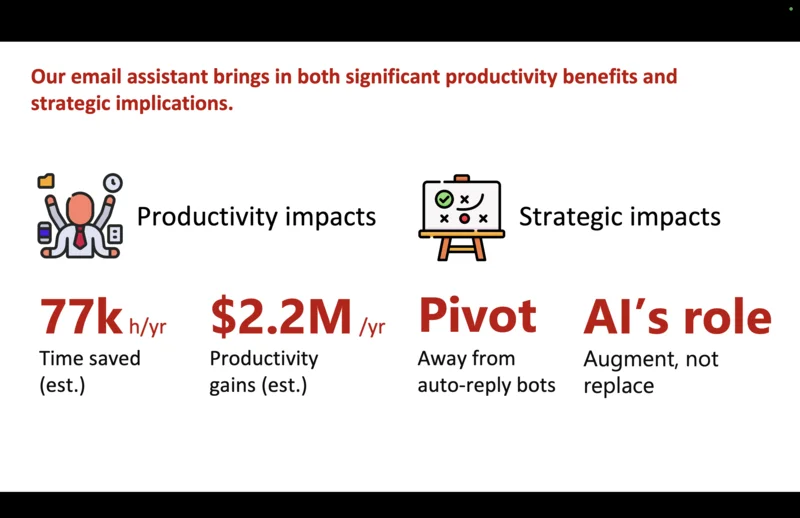 Our email assistant brings in both significant productivity benefits and
strategic implications.
Productivity impacts
Strategic impacts
77k h/yr
Time saved
(est.)
$2.2M /yr
Productivity
gains (est.)
Pivot
Away from
auto-reply bots
AI’s role
Augment, not
replace